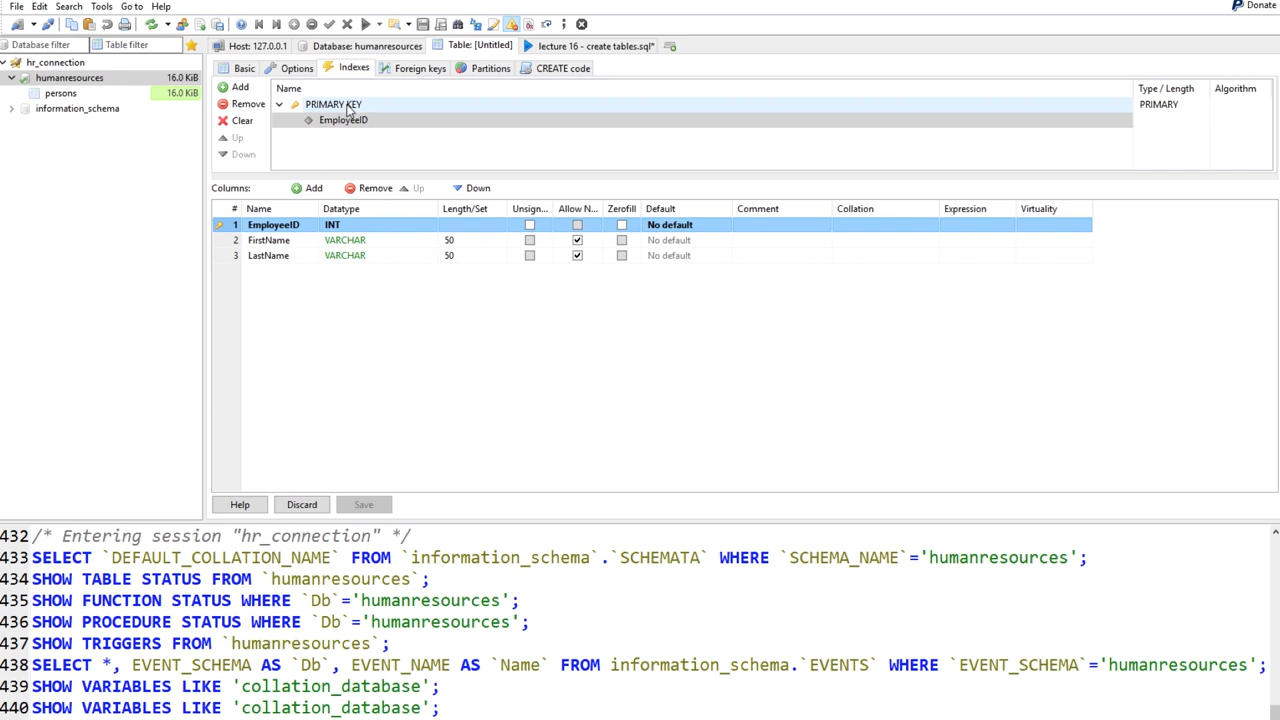 File Edit Search Tools Go to Help
Donate
Database filter Table filter Host: 127.0.0.1 Database: humanresources Table: [Untitled] lecture 16 - create tables.sql*
hr_connection
humanresources 16.0 KiB
persons 16.0 KiB
information_schema
Basic Options Indexes Foreign keys Partitions CREATE code
Add
Remove
Clear
Up
Down
Name Type / Length Algorithm
PRIMARY KEY PRIMARY
EmployeeID
Columns: Add Remove Up Down
# Name Datatype Length/Set Unsign... Allow N... Zerofill Default Comment Collation Expression Virtuality
1 EmployeeID INT No default
2 FirstName VARCHAR 50 No default
3 LastName VARCHAR 50 No default
Help Discard Save
432 /* Entering session "hr_connection" */
433 SELECT `DEFAULT_COLLATION_NAME` FROM `information_schema`.`SCHEMATA` WHERE `SCHEMA_NAME`='humanresources';
434 SHOW TABLE STATUS FROM `humanresources`;
435 SHOW FUNCTION STATUS WHERE `Db`='humanresources';
436 SHOW PROCEDURE STATUS WHERE `Db`='humanresources';
437 SHOW TRIGGERS FROM `humanresources`;
438 SELECT *, EVENT_SCHEMA AS `Db`, EVENT_NAME AS `Name` FROM information_schema.`EVENTS` WHERE `EVENT_SCHEMA`='humanresources';
439 SHOW VARIABLES LIKE 'collation_database';
440 SHOW VARIABLES LIKE 'collation_database';